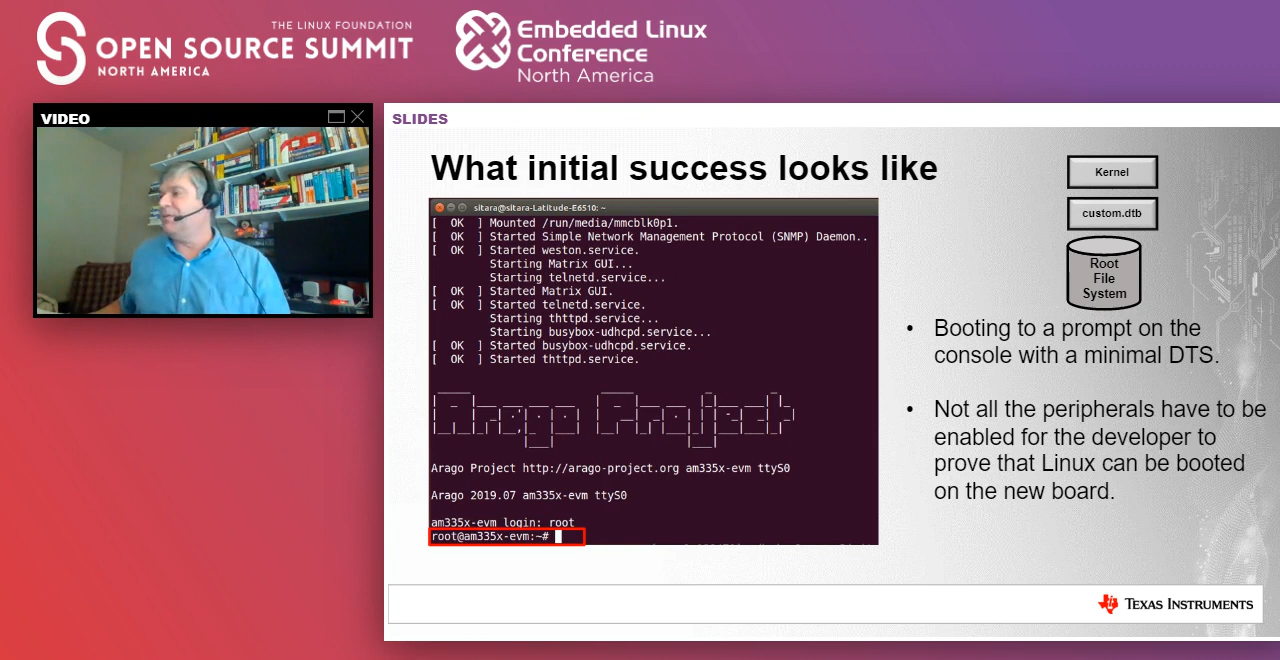 THE LINUX FOUNDATION
OPEN SOURCE SUMMIT
NORTH AMERICA
Embedded Linux
Conference
North America
VIDEO
SLIDES
What initial success looks like
sitara@sitara-Latitude-E6510: ~
[  OK  ] Mounted /run/media/mmcblk0p1.
[  OK  ] Started Simple Network Management Protocol (SNMP) Daemon..
[  OK  ] Started weston.service.
Starting Matrix GUI...
Starting telnetd.service...
[  OK  ] Started Matrix GUI.
[  OK  ] Started telnetd.service.
Starting thttpd.service...
Starting busybox-udhcpd.service...
[  OK  ] Started busybox-udhcpd.service.
[  OK  ] Started thttpd.service.
Arago Project
Arago Project http://arago-project.org am335x-evm ttyS0
Arago 2019.07 am335x-evm ttyS0
am335x-evm login: root
root@am335x-evm:~#
Kernel
custom.dtb
Root
File
System
• Booting to a prompt on the
console with a minimal DTS.
• Not all the peripherals have to be
enabled for the developer to
prove that Linux can be booted
on the new board.
TEXAS INSTRUMENTS